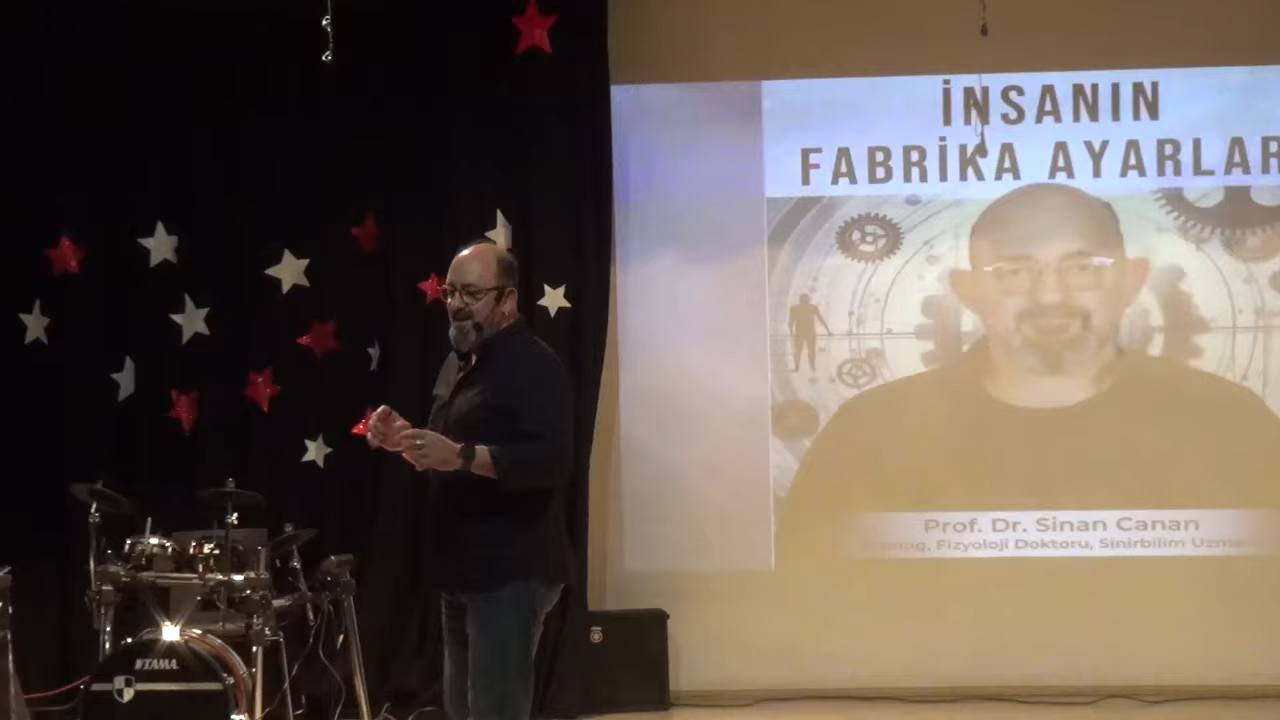 İNSANIN
FABRİKA AYARLAR
Prof. Dr. Sinan Canan
Fizyoloji Doktoru, Sinirbilim
TAMA